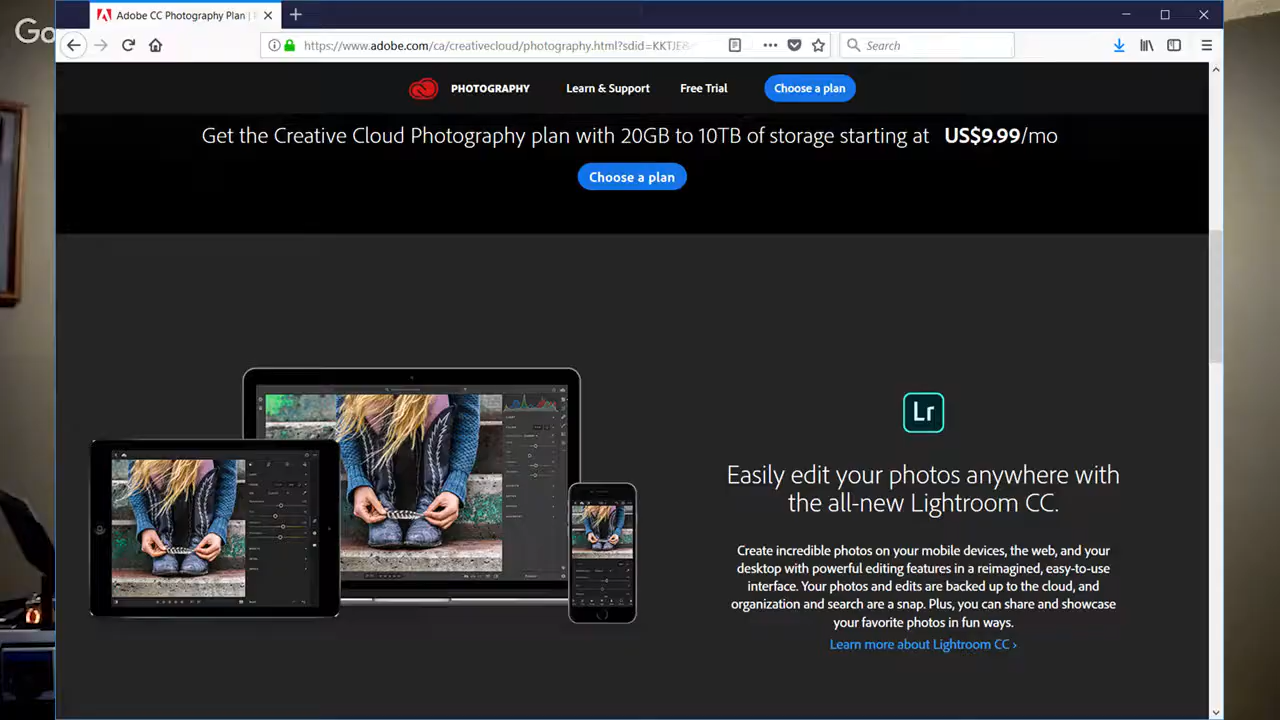 Go
Adobe CC Photography Plan |
https://www.adobe.com/ca/creativecloud/photography.html?sdid=KKTJE
Search
PHOTOGRAPHY
Learn & Support
Free Trial
Choose a plan
Get the Creative Cloud Photography plan with 20GB to 10TB of storage starting at US$9.99/mo
Choose a plan
Lr
Easily edit your photos anywhere with
the all-new Lightroom CC.
Create incredible photos on your mobile devices, the web, and your
desktop with powerful editing features in a reimagined, easy-to-use
interface. Your photos and edits are backed up to the cloud, and
organization and search are a snap. Plus, you can share and showcase
your favorite photos in fun ways.
Learn more about Lightroom CC ›